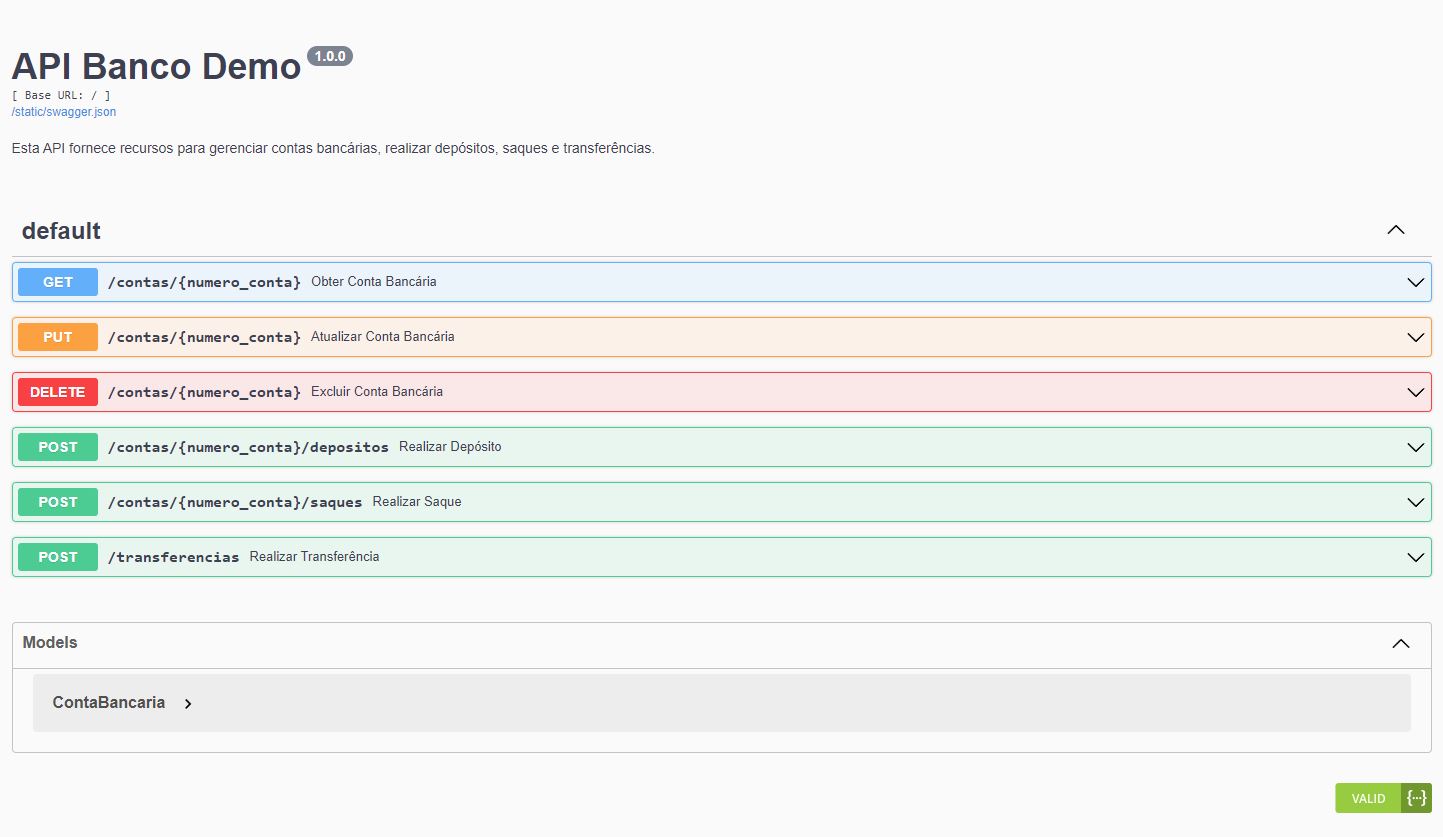 API Banco Demo 1.0.0
[ Base URL: / ]
/static/swagger.json
Esta API fornece recursos para gerenciar contas bancárias, realizar depósitos, saques e transferências.
default
GET /contas/{numero_conta} Obter Conta Bancária
PUT /contas/{numero_conta} Atualizar Conta Bancária
DELETE /contas/{numero_conta} Excluir Conta Bancária
POST /contas/{numero_conta}/depositos Realizar Depósito
POST /contas/{numero_conta}/saques Realizar Saque
POST /transferencias Realizar Transferência
Models
ContaBancaria
VALID {···}